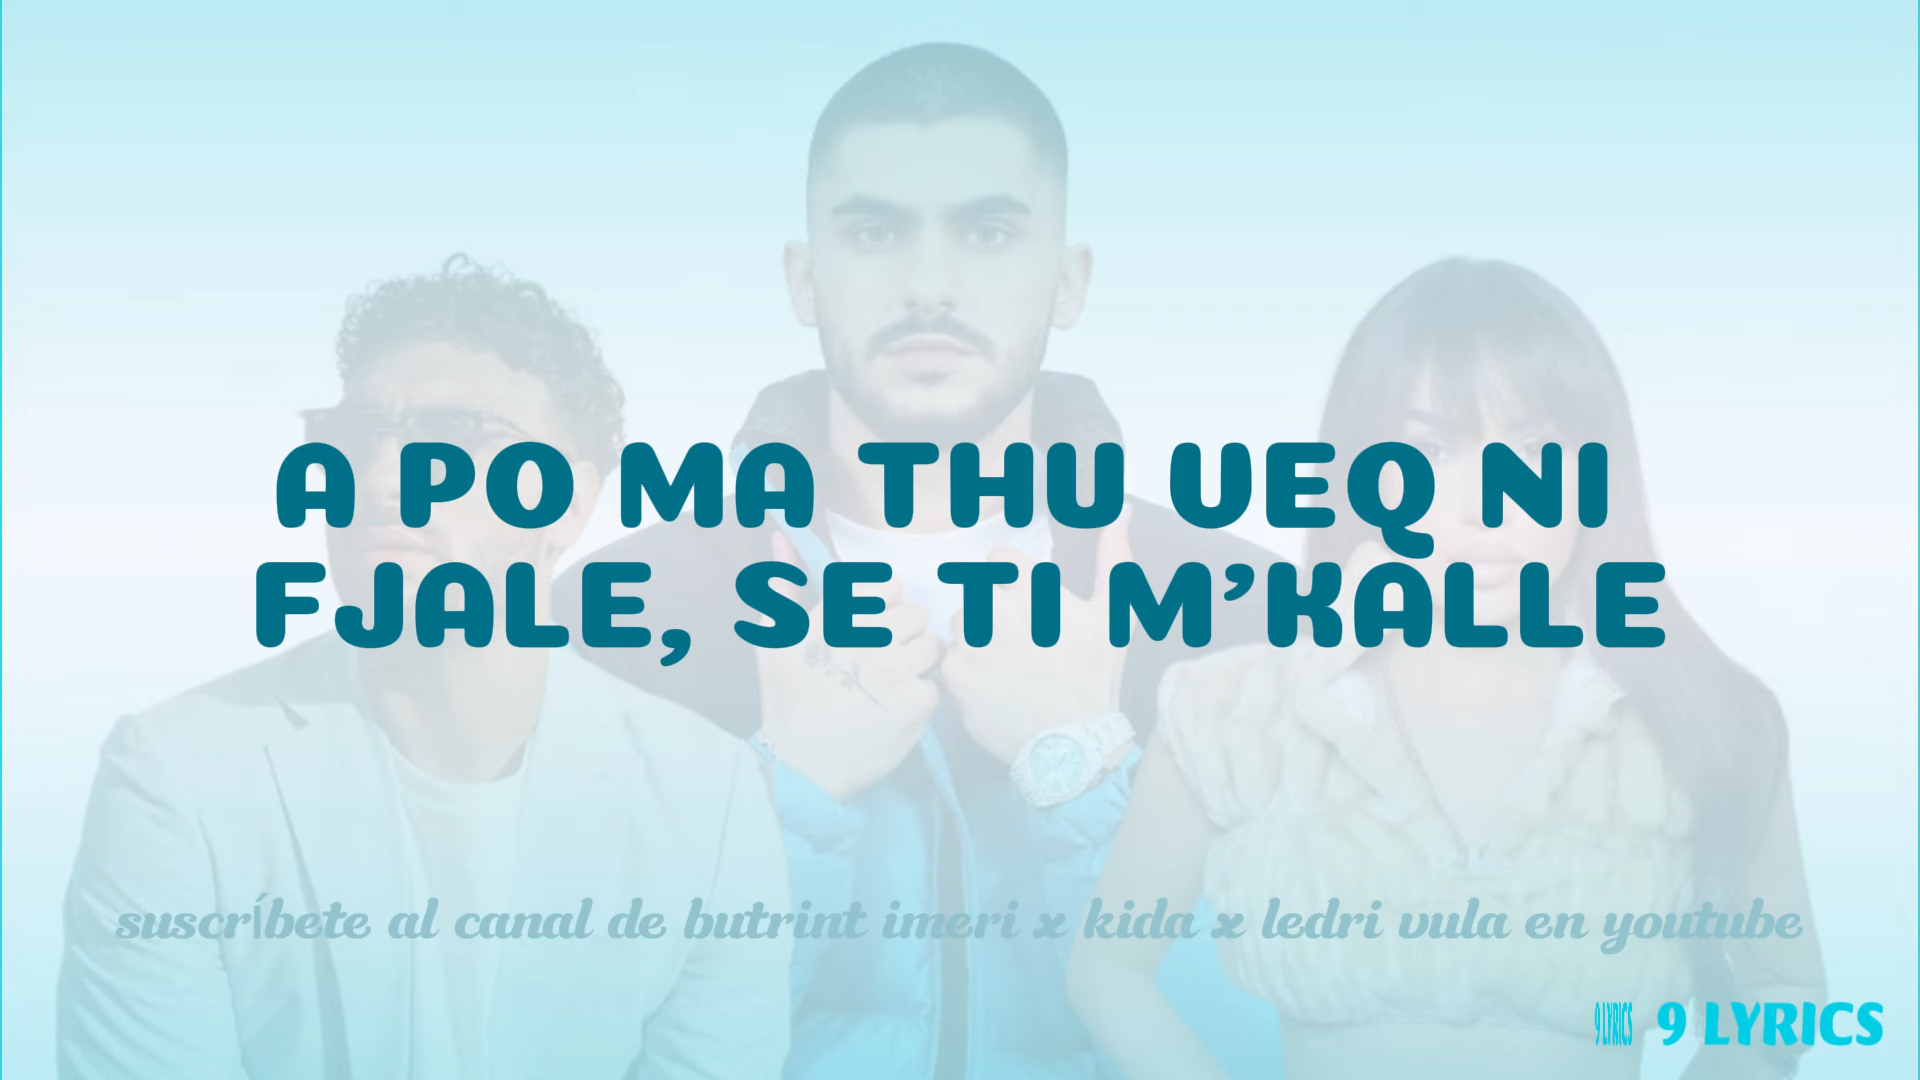 A PO MA THU VEQ NI
FJALE, SE TI M'KALLE
suscríbete al canal de butrint imeri x kida x ledri vula en youtube
9 LYRICS 9 LYRICS